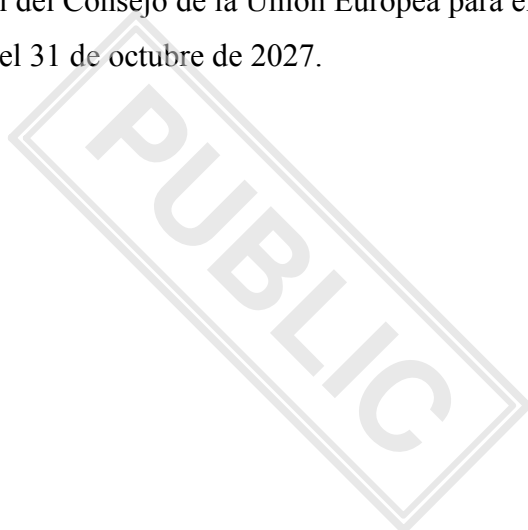 del Consejo de la Unión Europea para e
el 31 de octubre de 2027.
PUBLIC